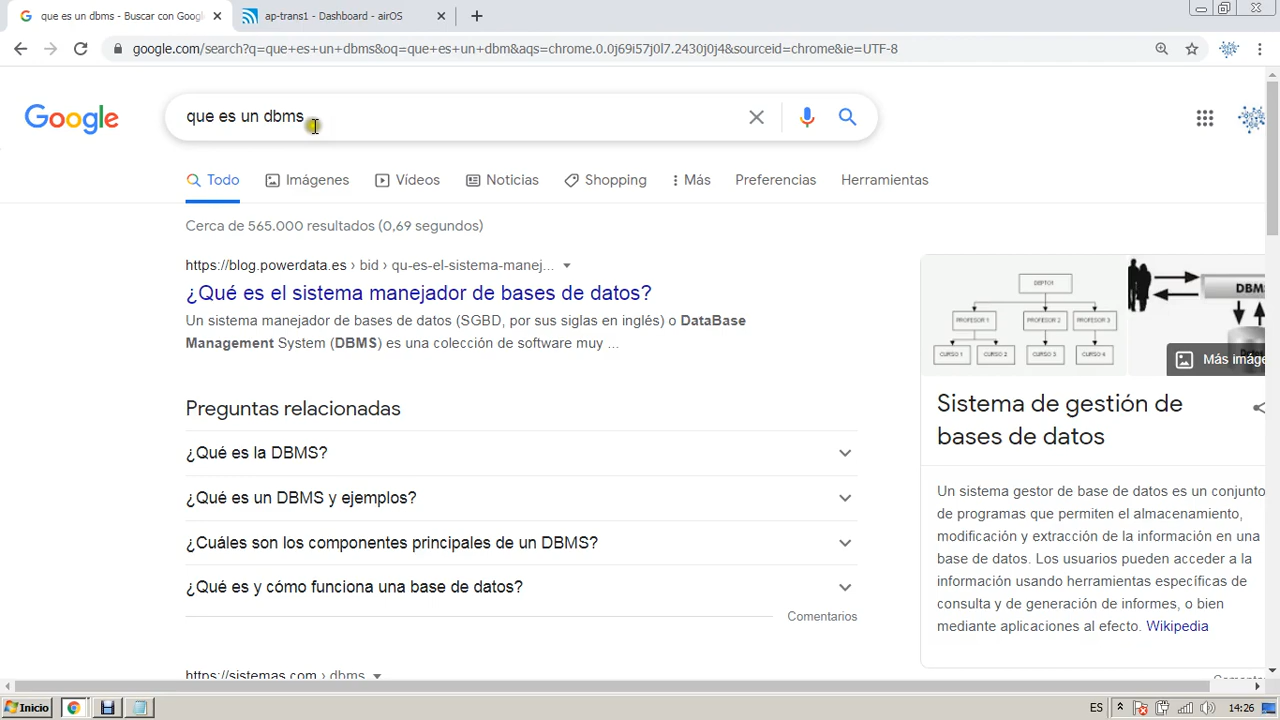 que es un dbms - Buscar con Googl
ap-trans1 - Dashboard - airOS
google.com/search?q=que+es+un+dbms&oq=que+es+un+dbm&aqs=chrome.0.0j69i57j0l7.2430j0j4&sourceid=chrome&ie=UTF-8
Google
que es un dbms
Todo
Imágenes
Vídeos
Noticias
Shopping
Más
Preferencias
Herramientas
Cerca de 565.000 resultados (0,69 segundos)
https://blog.powerdata.es › bid › qu-es-el-sistema-manej...
¿Qué es el sistema manejador de bases de datos?
Un sistema manejador de bases de datos (SGBD, por sus siglas en inglés) o DataBase
Management System (DBMS) es una colección de software muy ...
Preguntas relacionadas
¿Qué es la DBMS?
¿Qué es un DBMS y ejemplos?
¿Cuáles son los componentes principales de un DBMS?
¿Qué es y cómo funciona una base de datos?
Comentarios
https://sistemas.com › dbms
DEPTO1
PROFESOR 1
PROFESOR 2
PROFESOR 3
CURSO 1
CURSO 2
CURSO 3
CURSO 4
DBMS
Más imáge
Sistema de gestión de
bases de datos
Un sistema gestor de base de datos es un conjunto
de programas que permiten el almacenamiento,
modificación y extracción de la información en una
base de datos. Los usuarios pueden acceder a la
información usando herramientas específicas de
consulta y de generación de informes, o bien
mediante aplicaciones al efecto. Wikipedia
Inicio
ES
14:26